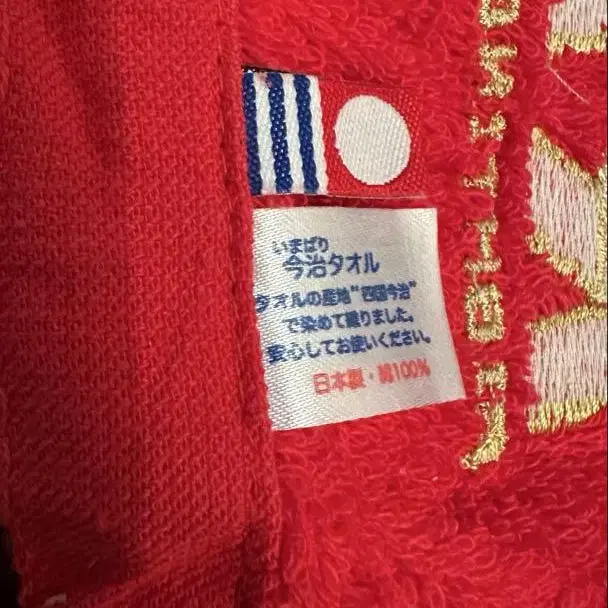 いまばり
今治タオル
タオルの産地"四国今治"
で染めて織りました。
安心してお使いください。
日本製・綿100%